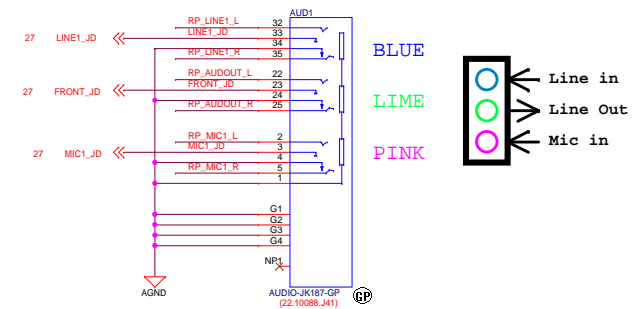 AUD1
RP_LINE1_L 32
27 LINE1_JD LINE1_JD 33
34
RP_LINE1_R 35
BLUE
RP_AUDOUT_L 22
27 FRONT_JD FRONT_JD 23
24
RP_AUDOUT_R 25
LIME
RP_MIC1_L 2
27 MIC1_JD MIC1_JD 3
4
RP_MIC1_R 5
1
PINK
Line in
Line Out
Mic in
G1
G2
G3
G4
NP1
AGND
AUDIO-JK187-GP
(22.10088.J41)
GP